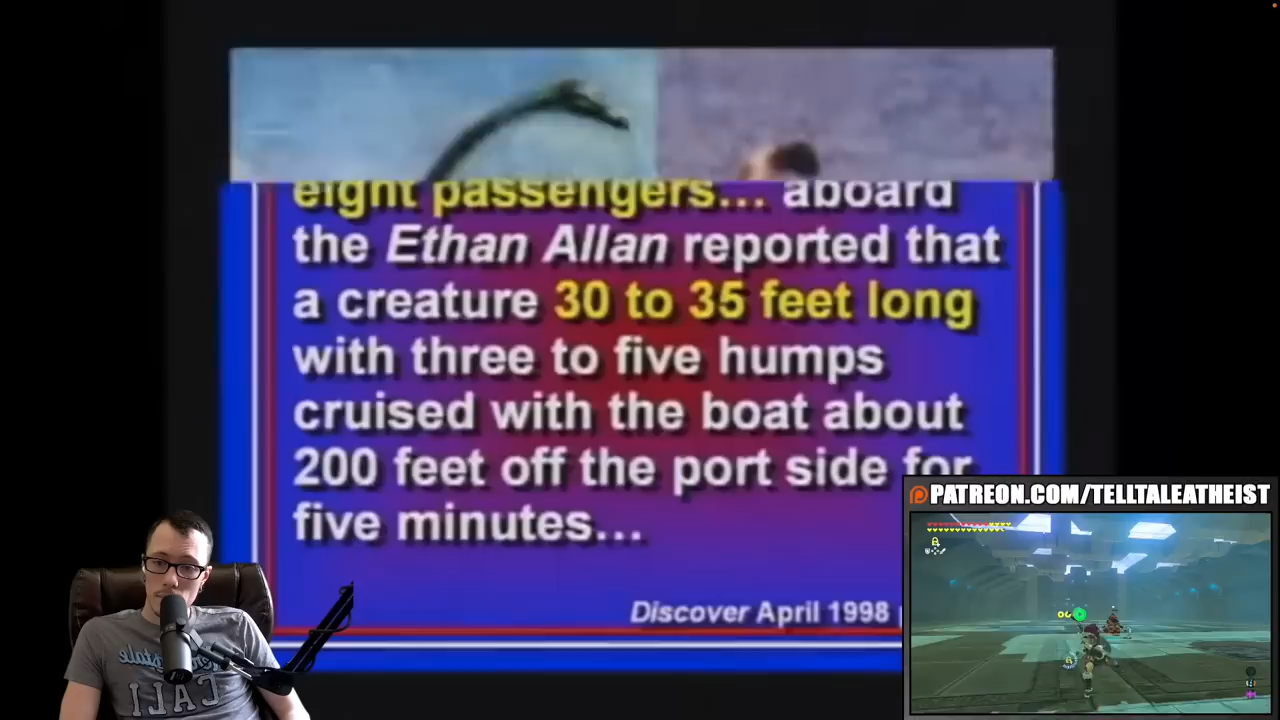 eight passengers... aboard
the Ethan Allan reported that
a creature 30 to 35 feet long
with three to five humps
cruised with the boat about
200 feet off the port side for
five minutes...
Discover April 1998
PATREON.COM/TELLTALEATHEIST
CALI